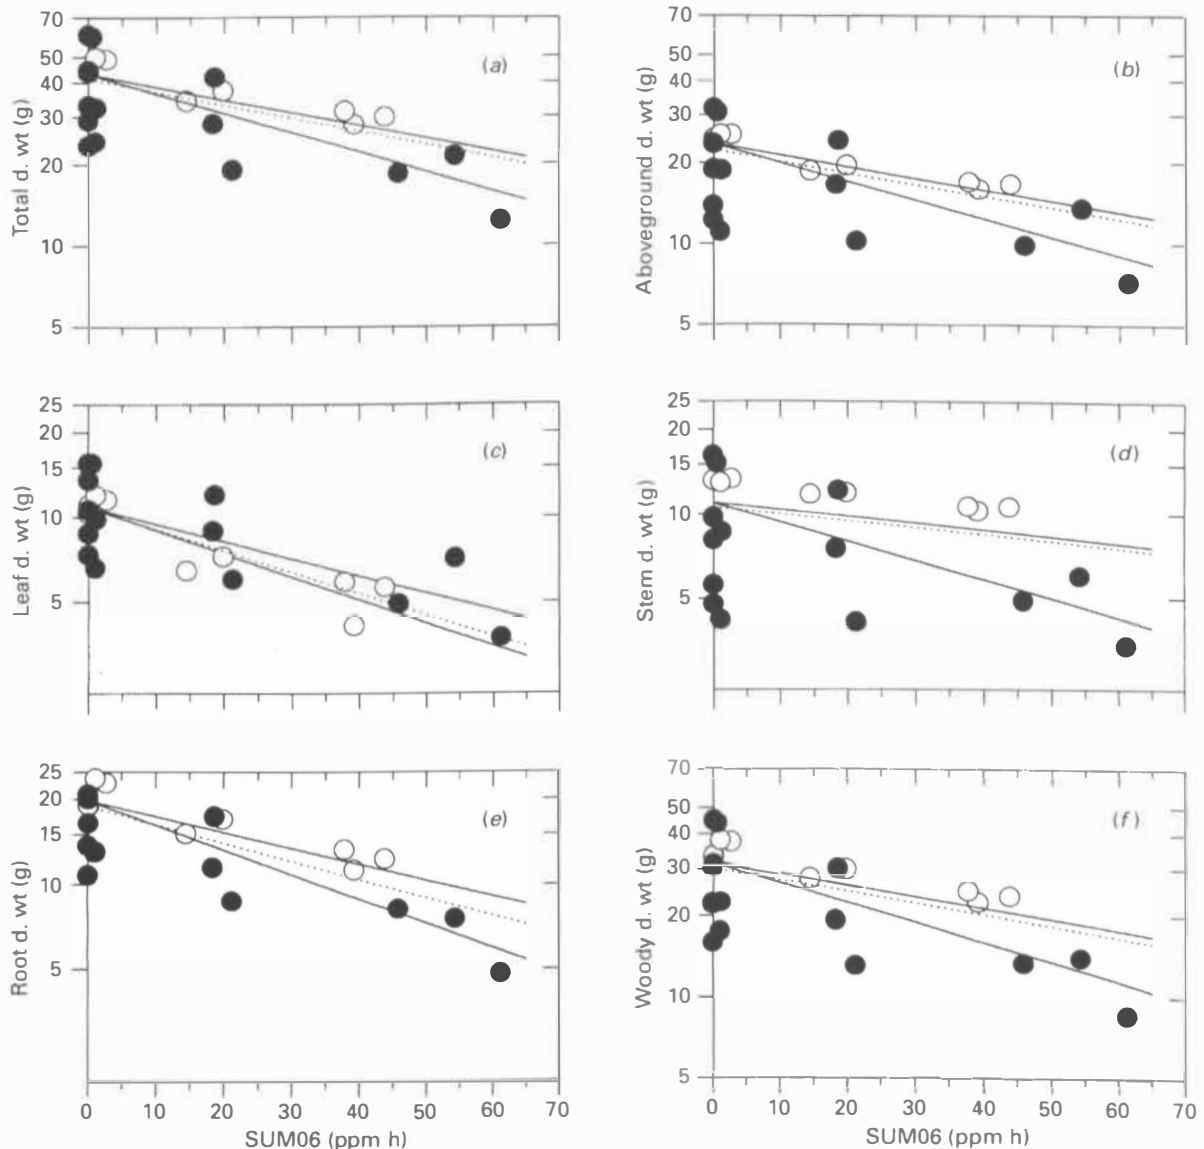 70
50
40
30
20
10
5
Total d. wt (g)
(a)
70
50
40
30
20
10
5
Aboveground d. wt (g)
(b)
25
20
15
10
5
Leaf d. wt (g)
(c)
25
20
15
10
5
Stem d. wt (g)
(d)
25
20
15
10
5
Root d. wt (g)
(e)
0 10 20 30 40 50 60 70
SUM06 (ppm h)
70
50
40
30
20
10
5
Woody d. wt (g)
(f)
0 10 20 30 40 50 60 70
SUM06 (ppm h)